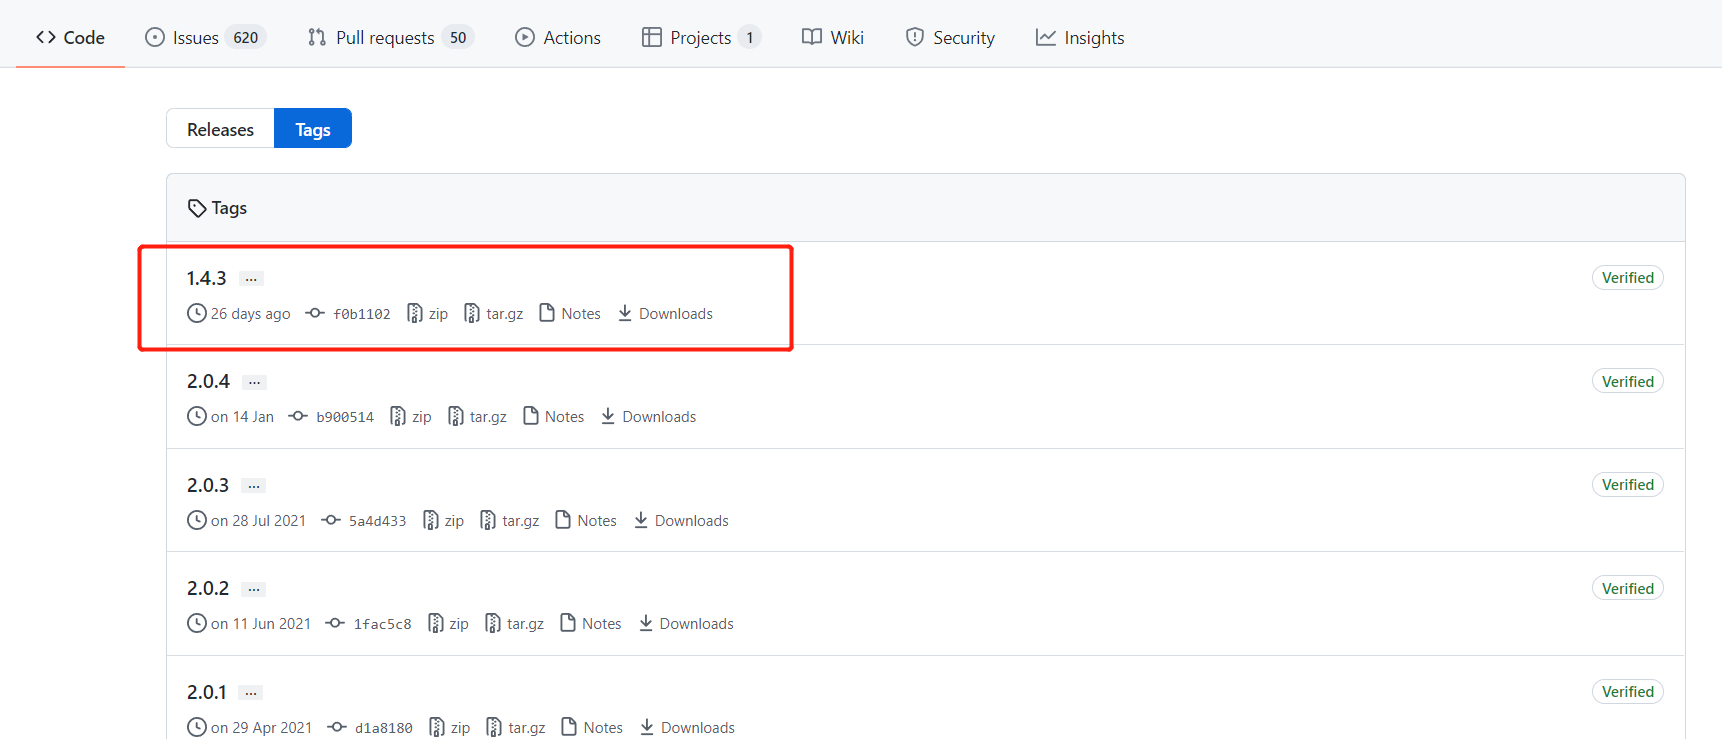 Code Issues 620 Pull requests 50 Actions Projects 1 Wiki Security Insights
Releases Tags
Tags
1.4.3 ... Verified
26 days ago f0b1102 zip tar.gz Notes Downloads
2.0.4 ... Verified
on 14 Jan b900514 zip tar.gz Notes Downloads
2.0.3 ... Verified
on 28 Jul 2021 5a4d433 zip tar.gz Notes Downloads
2.0.2 ... Verified
on 11 Jun 2021 1fac5c8 zip tar.gz Notes Downloads
2.0.1 ... Verified
on 29 Apr 2021 d1a8180 zip tar.gz Notes Downloads